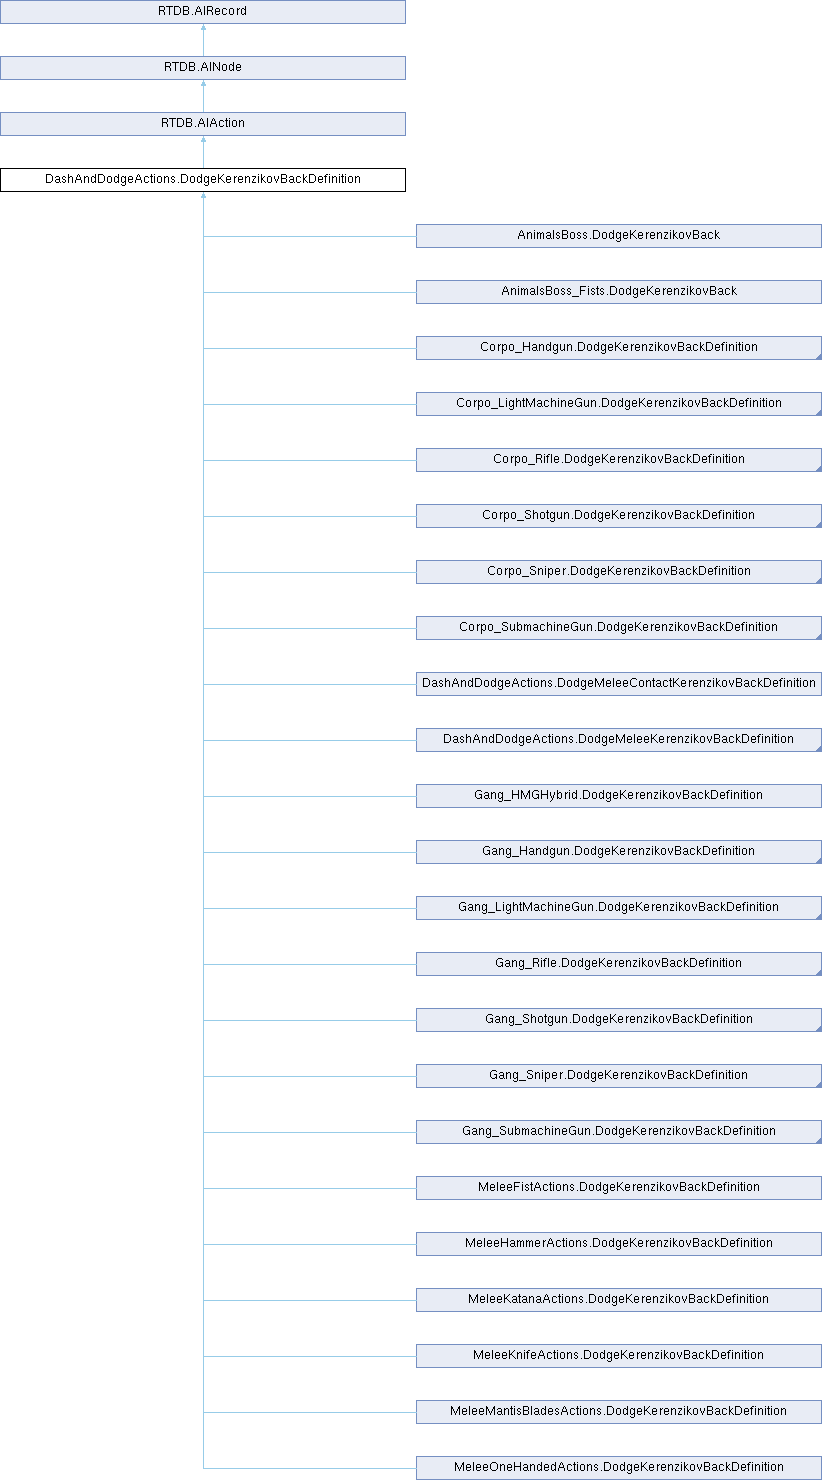 RTDB.AIRecord
RTDB.AINode
RTDB.AIAction
DashAndDodgeActions.DodgeKerenzikovBackDefinition
AnimalsBoss.DodgeKerenzikovBack
AnimalsBoss_Fists.DodgeKerenzikovBack
Corpo_Handgun.DodgeKerenzikovBackDefinition
Corpo_LightMachineGun.DodgeKerenzikovBackDefinition
Corpo_Rifle.DodgeKerenzikovBackDefinition
Corpo_Shotgun.DodgeKerenzikovBackDefinition
Corpo_Sniper.DodgeKerenzikovBackDefinition
Corpo_SubmachineGun.DodgeKerenzikovBackDefinition
DashAndDodgeActions.DodgeMeleeContactKerenzikovBackDefinition
DashAndDodgeActions.DodgeMeleeKerenzikovBackDefinition
Gang_HMGHybrid.DodgeKerenzikovBackDefinition
Gang_Handgun.DodgeKerenzikovBackDefinition
Gang_LightMachineGun.DodgeKerenzikovBackDefinition
Gang_Rifle.DodgeKerenzikovBackDefinition
Gang_Shotgun.DodgeKerenzikovBackDefinition
Gang_Sniper.DodgeKerenzikovBackDefinition
Gang_SubmachineGun.DodgeKerenzikovBackDefinition
MeleeFistActions.DodgeKerenzikovBackDefinition
MeleeHammerActions.DodgeKerenzikovBackDefinition
MeleeKatanaActions.DodgeKerenzikovBackDefinition
MeleeKnifeActions.DodgeKerenzikovBackDefinition
MeleeMantisBladesActions.DodgeKerenzikovBackDefinition
MeleeOneHandedActions.DodgeKerenzikovBackDefinition